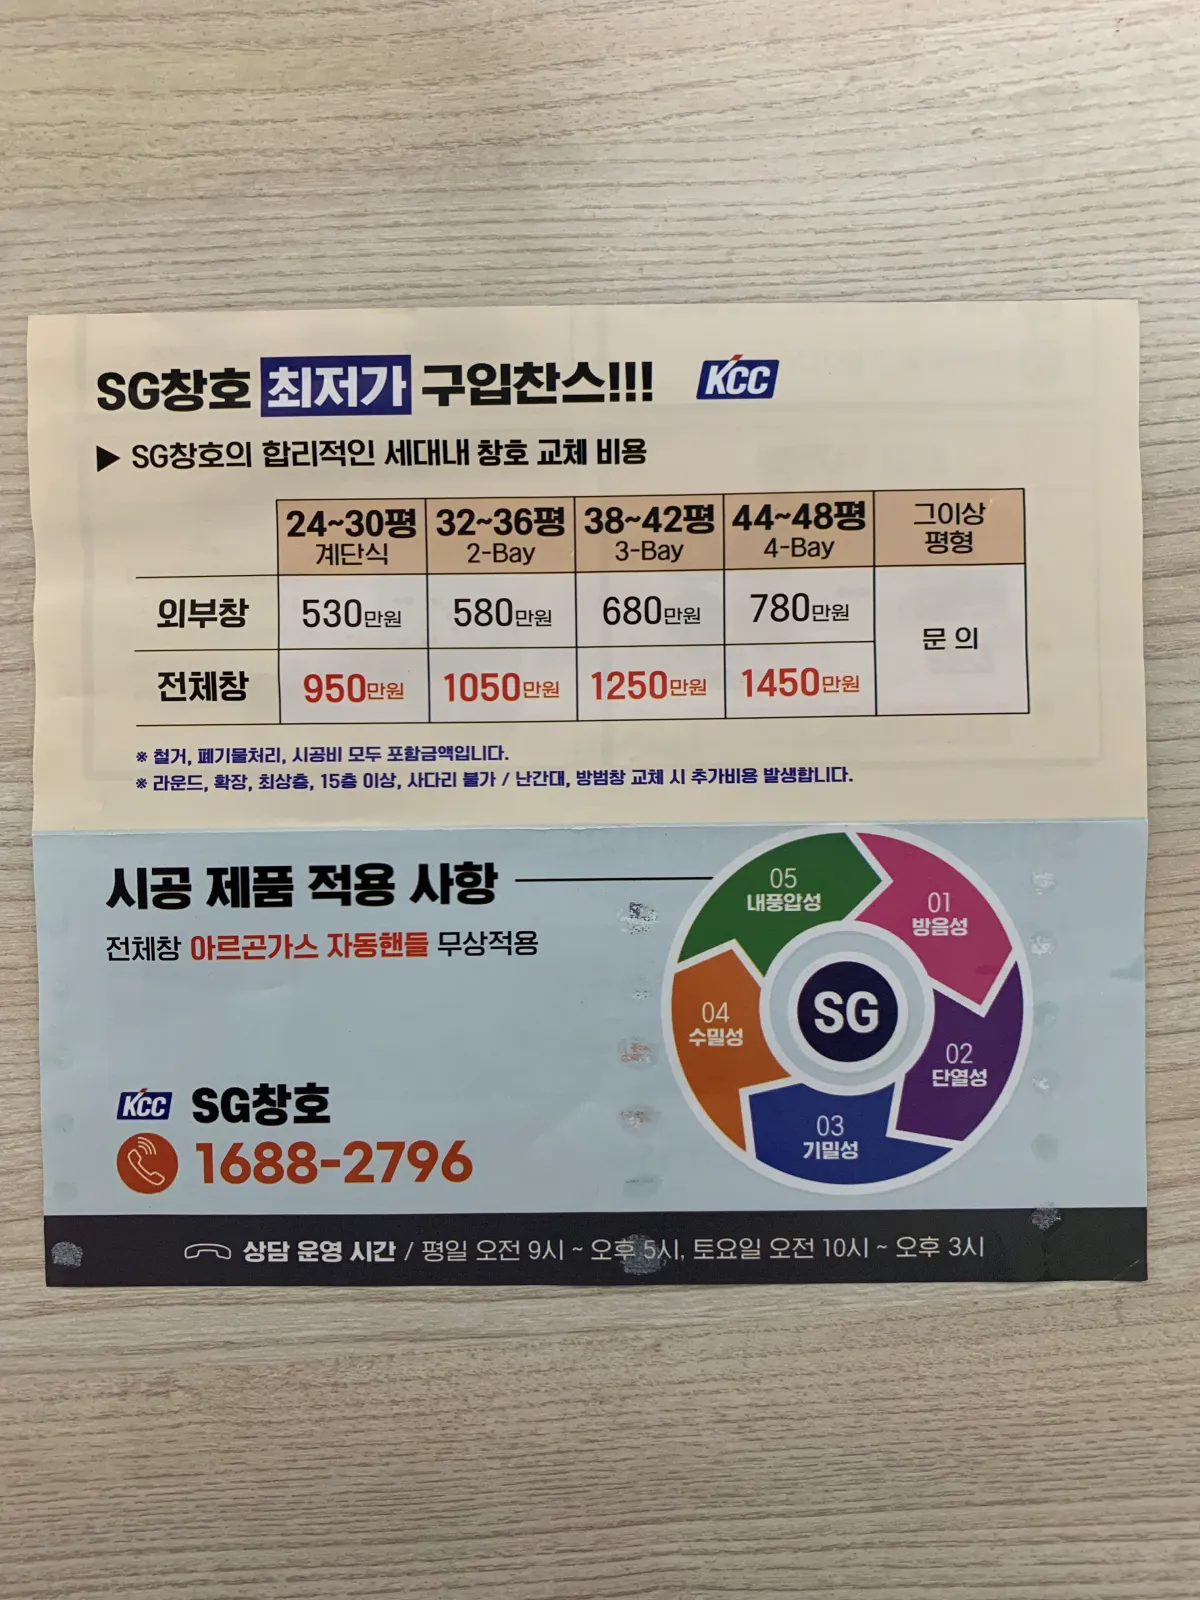 SG창호 최저가 구입찬스!!! KCC
▶ SG창호의 합리적인 세대내 창호 교체 비용
24~30평 32~36평 38~42평 44~48평 그이상
계단식 2-Bay 3-Bay 4-Bay 평형
외부창 530만원 580만원 680만원 780만원
문 의
전체창 950만원 1050만원 1250만원 1450만원
※ 철거, 폐기물처리, 시공비 모두 포함금액입니다.
※ 라운드, 확장, 최상층, 15층 이상, 사다리 불가 / 난간대, 방범창 교체 시 추가비용 발생합니다.
시공 제품 적용 사항
전체창 아르곤가스 자동핸들 무상적용
01
방음성
02
단열성
03
기밀성
04
수밀성
05
내풍압성
SG
KCC SG창호
1688-2796
상담 운영 시간 / 평일 오전 9시 ~ 오후 5시, 토요일 오전 10시 ~ 오후 3시